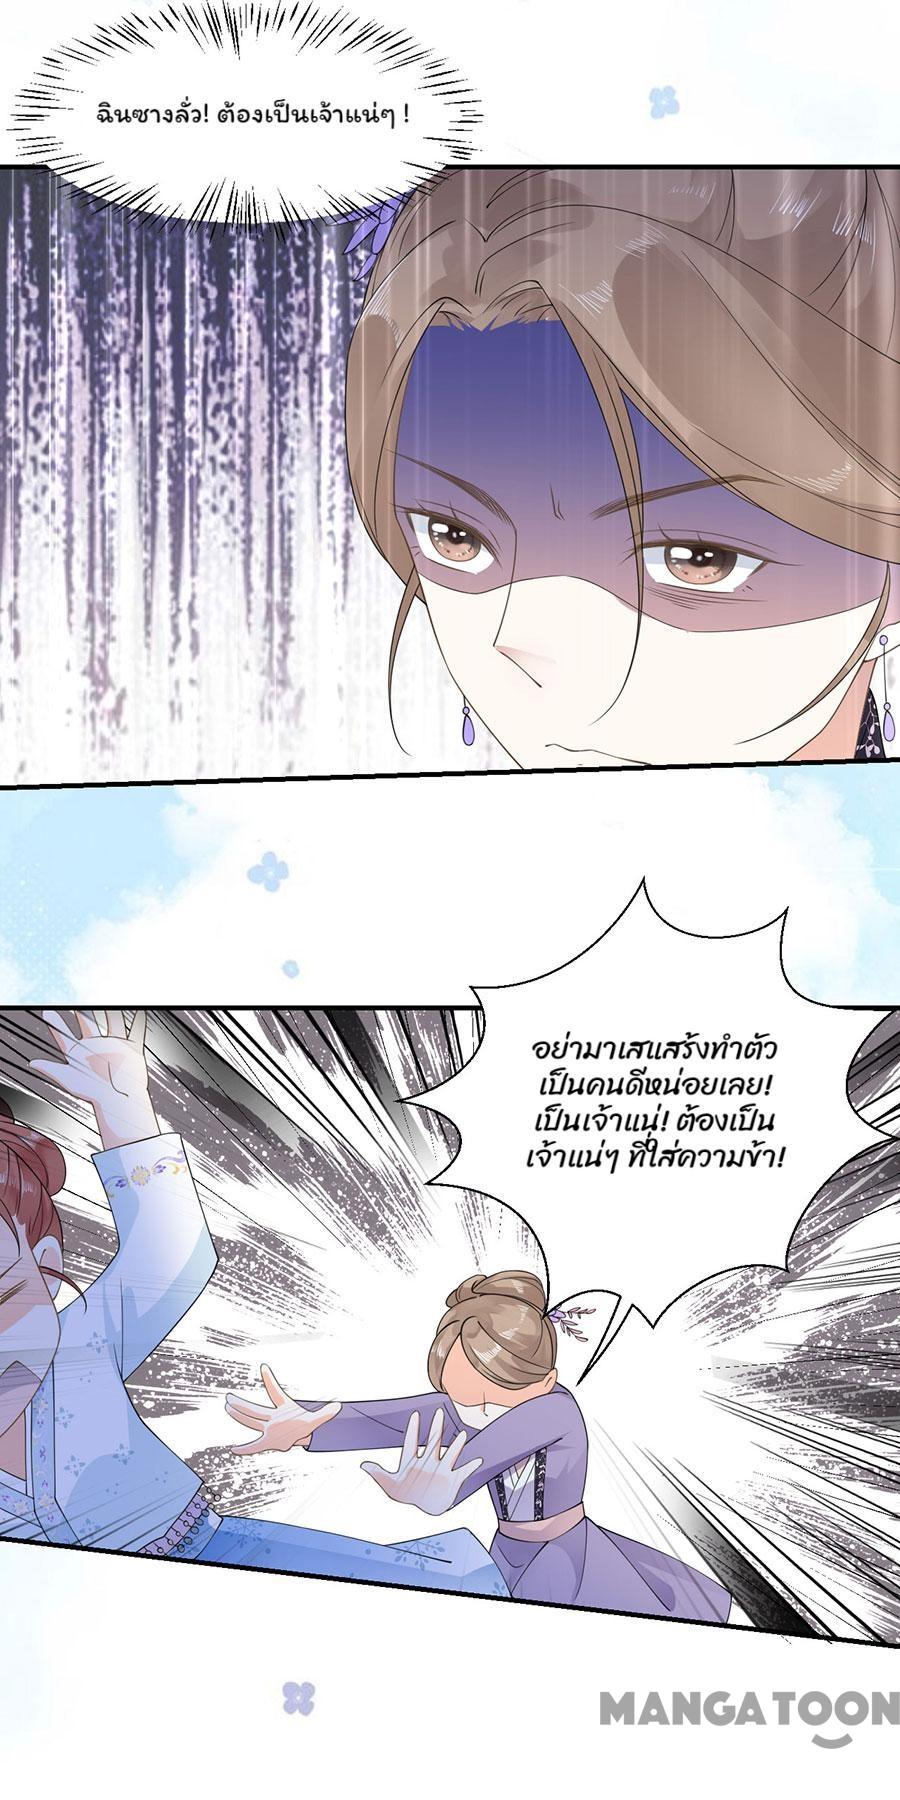 ฉินซางลั่ว! ต้องเป็นเจ้าแน่ๆ !
อย่ามาเสแสร้งทำตัว
เป็นคนดีหน่อยเลย!
เป็นเจ้าแน่! ต้องเป็น
เจ้าแน่ๆ ที่ใส่ความข้า!
MANGATOON